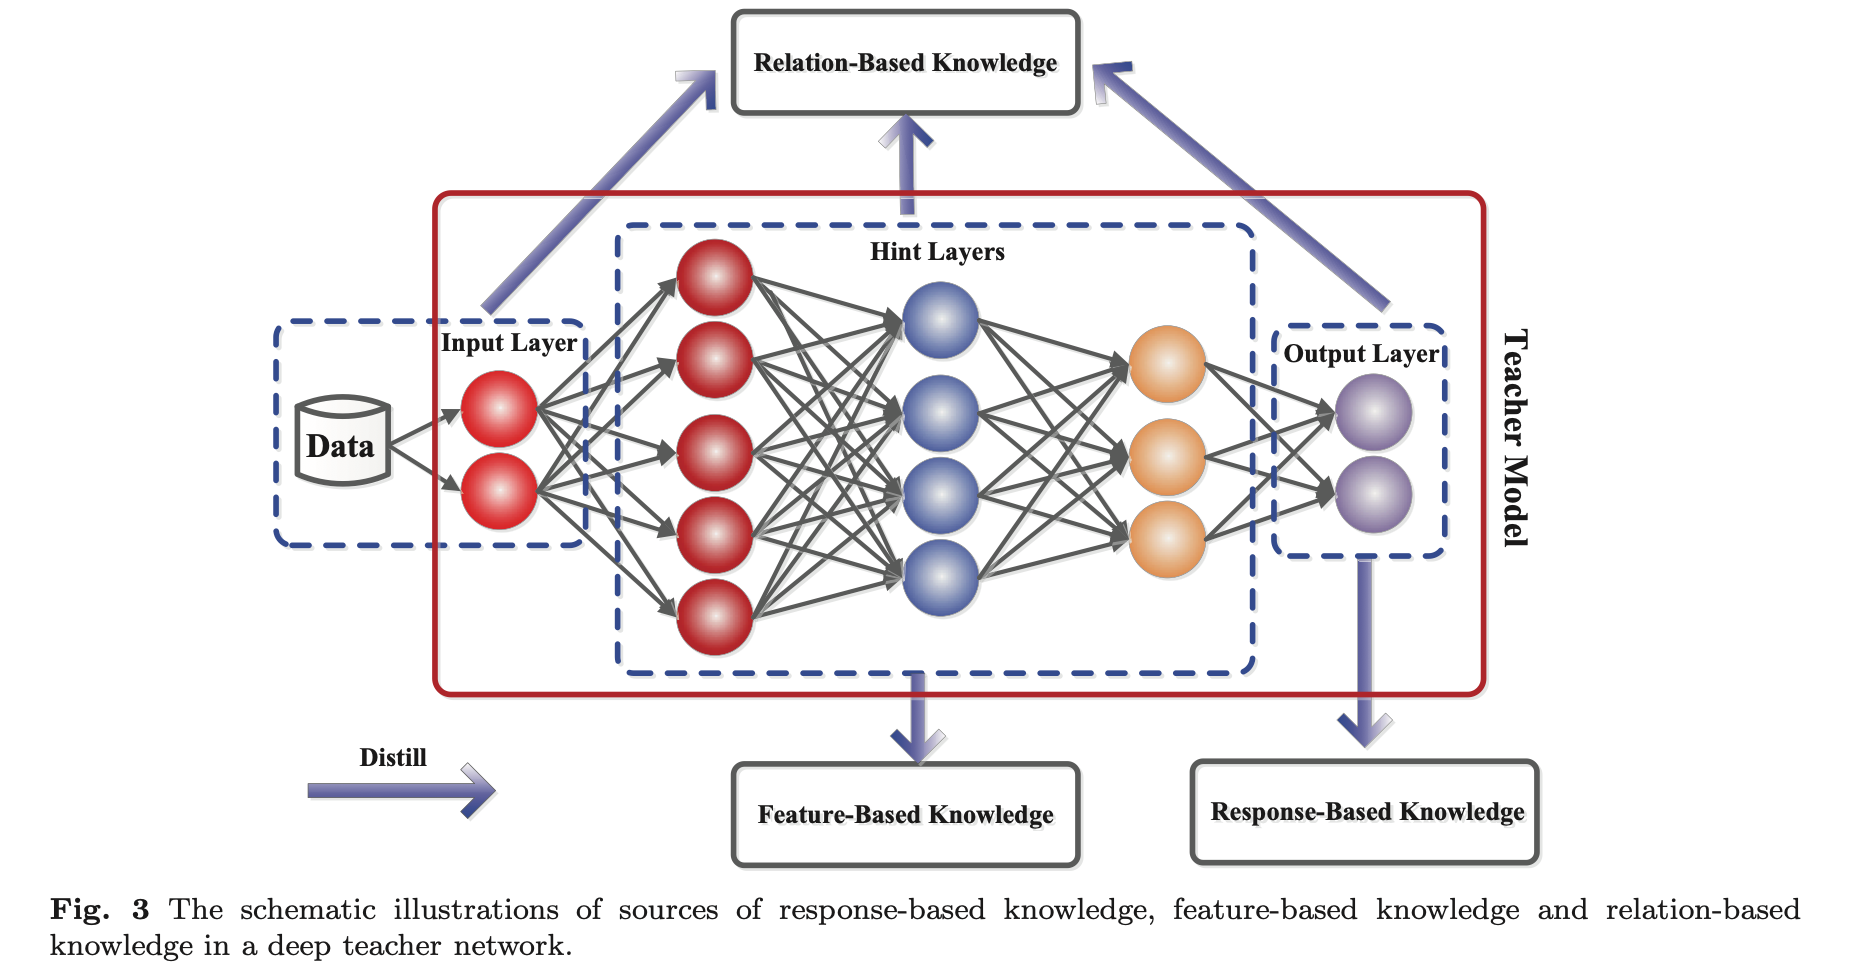 Relation-Based Knowledge
Hint Layers
Input Layer
Output Layer
Data
Teacher Model
Distill
Feature-Based Knowledge
Response-Based Knowledge
Fig. 3 The schematic illustrations of sources of response-based knowledge, feature-based knowledge and relation-based
knowledge in a deep teacher network.